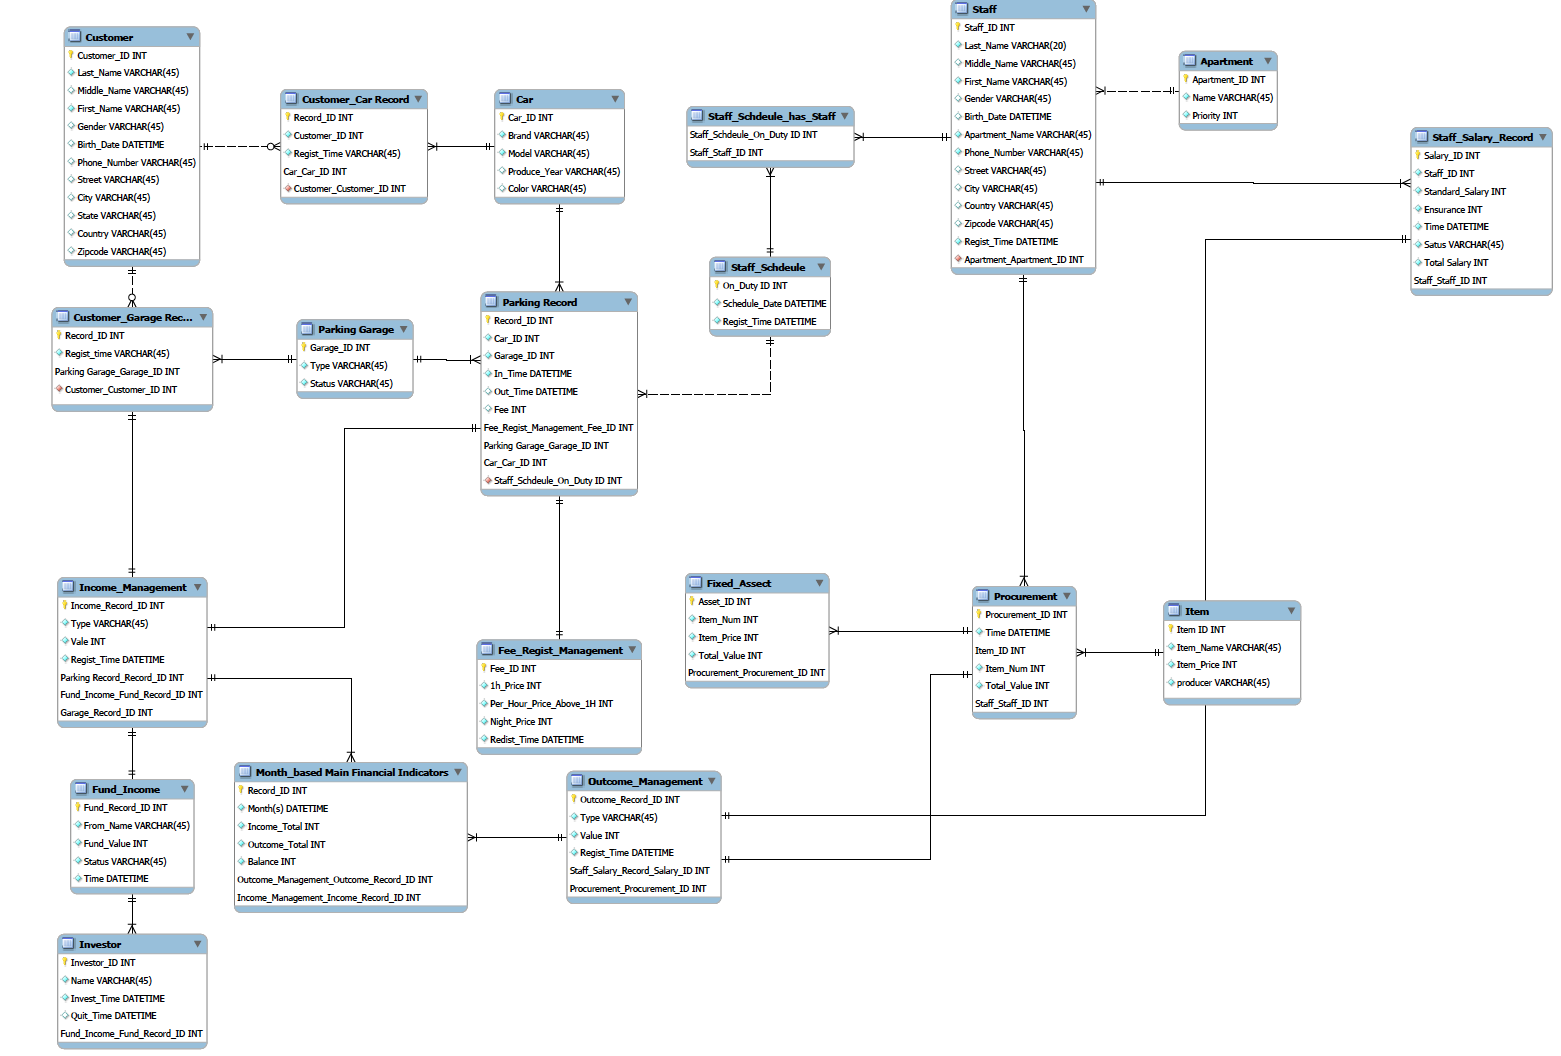 Customer
Customer_ID INT
Last_Name VARCHAR(45)
Middle_Name VARCHAR(45)
First_Name VARCHAR(45)
Gender VARCHAR(45)
Birth_Date DATETIME
Phone_Number VARCHAR(45)
Street VARCHAR(45)
City VARCHAR(45)
State VARCHAR(45)
Country VARCHAR(45)
Zipcode VARCHAR(45)
Customer_Car Record
Record_ID INT
Customer_ID INT
Regist_Time VARCHAR(45)
Car_Car_ID INT
Customer_Customer_ID INT
Car
Car_ID INT
Brand VARCHAR(45)
Model VARCHAR(45)
Produce_Year VARCHAR(45)
Color VARCHAR(45)
Staff_Schdeule_has_Staff
Staff_Schdeule_On_Duty ID INT
Staff_Staff_ID INT
Staff
Staff_ID INT
Last_Name VARCHAR(20)
Middle_Name VARCHAR(45)
First_Name VARCHAR(45)
Gender VARCHAR(45)
Birth_Date DATETIME
Apartment_Name VARCHAR(45)
Phone_Number VARCHAR(45)
Street VARCHAR(45)
City VARCHAR(45)
Country VARCHAR(45)
Zipcode VARCHAR(45)
Regist_Time DATETIME
Apartment_Apartment_ID INT
Apartment
Apartment_ID INT
Name VARCHAR(45)
Priority INT
Staff_Salary_Record
Salary_ID INT
Staff_ID INT
Standard_Salary INT
Ensurance INT
Time DATETIME
Satus VARCHAR(45)
Total Salary INT
Staff_Staff_ID INT
Staff_Schdeule
On_Duty ID INT
Schedule_Date DATETIME
Regist_Time DATETIME
Customer_Garage Rec...
Record_ID INT
Regist_time VARCHAR(45)
Parking Garage_Garage_ID INT
Customer_Customer_ID INT
Parking Garage
Garage_ID INT
Type VARCHAR(45)
Status VARCHAR(45)
Parking Record
Record_ID INT
Car_ID INT
Garage_ID INT
In_Time DATETIME
Out_Time DATETIME
Fee INT
Fee_Regist_Management_Fee_ID INT
Parking Garage_Garage_ID INT
Car_Car_ID INT
Staff_Schdeule_On_Duty ID INT
Income_Management
Income_Record_ID INT
Type VARCHAR(45)
Vale INT
Regist_Time DATETIME
Parking Record_Record_ID INT
Fund_Income_Fund_Record_ID INT
Garage_Record_ID INT
Fee_Regist_Management
Fee_ID INT
1h_Price INT
Per_Hour_Price_Above_1H INT
Night_Price INT
Redist_Time DATETIME
Fixed_Assect
Asset_ID INT
Item_Num INT
Item_Price INT
Total_Value INT
Procurement_Procurement_ID INT
Procurement
Procurement_ID INT
Time DATETIME
Item_ID INT
Item_Num INT
Total_Value INT
Staff_Staff_ID INT
Item
Item ID INT
Item_Name VARCHAR(45)
Item_Price INT
producer VARCHAR(45)
Fund_Income
Fund_Record_ID INT
From_Name VARCHAR(45)
Fund_Value INT
Status VARCHAR(45)
Time DATETIME
Month_based Main Financial Indicators
Record_ID INT
Month(s) DATETIME
Income_Total INT
Outcome_Total INT
Balance INT
Outcome_Management_Outcome_Record_ID INT
Income_Management_Income_Record_ID INT
Outcome_Management
Outcome_Record_ID INT
Type VARCHAR(45)
Value INT
Regist_Time DATETIME
Staff_Salary_Record_Salary_ID INT
Procurement_Procurement_ID INT
Investor
Investor_ID INT
Name VARCHAR(45)
Invest_Time DATETIME
Quit_Time DATETIME
Fund_Income_Fund_Record_ID INT